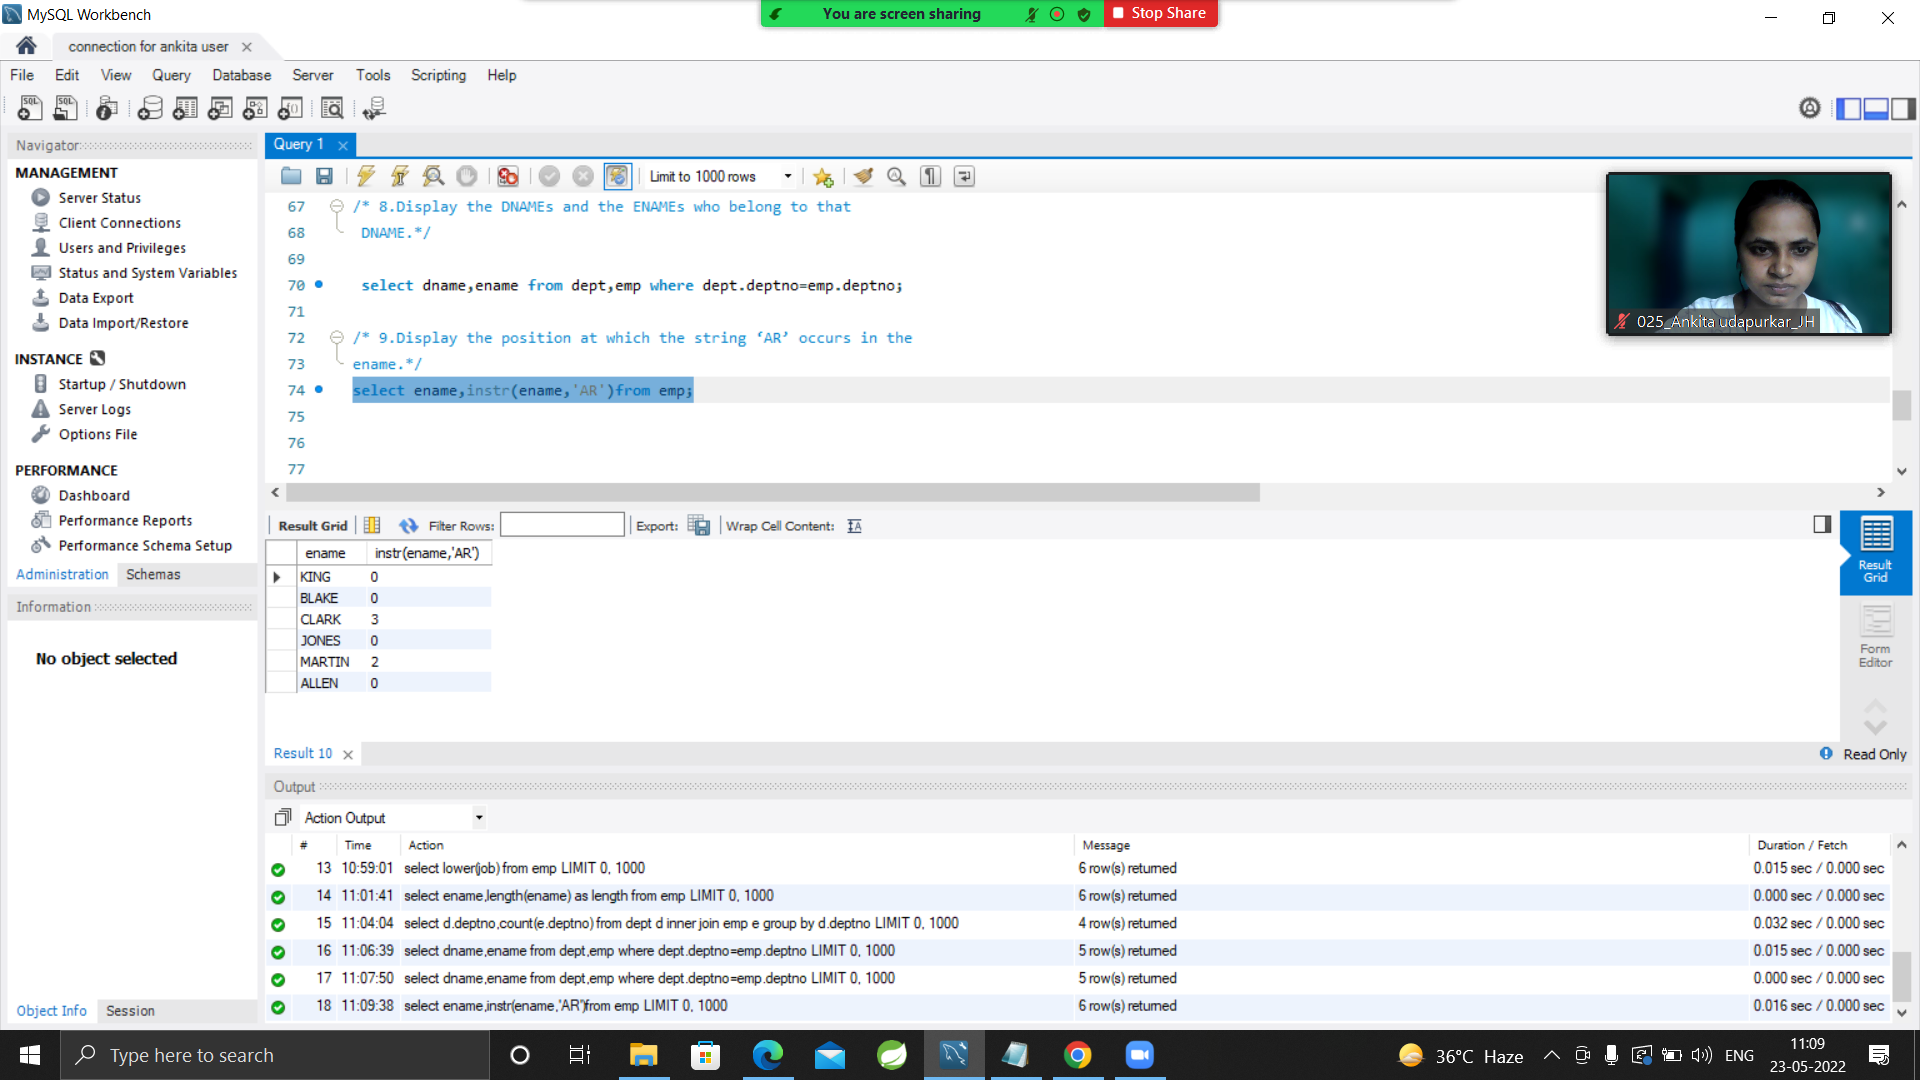 MySQL Workbench
You are screen sharing
Stop Share
connection for ankita user
File Edit View Query Database Server Tools Scripting Help
Navigator
MANAGEMENT
Server Status
Client Connections
Users and Privileges
Status and System Variables
Data Export
Data Import/Restore
INSTANCE
Startup / Shutdown
Server Logs
Options File
PERFORMANCE
Dashboard
Performance Reports
Performance Schema Setup
Administration Schemas
Information
No object selected
Object Info Session
Query 1
Limit to 1000 rows
67 /* 8.Display the DNAMEs and the ENAMEs who belong to that
68 DNAME.*/
69
70 select dname,ename from dept,emp where dept.deptno=emp.deptno;
71
72 /* 9.Display the position at which the string ‘AR’ occurs in the
73 ename.*/
74 select ename,instr(ename,'AR')from emp;
75
76
77
025_Ankita udapurkar_JH
Result Grid Filter Rows: Export: Wrap Cell Content:
ename instr(ename,'AR')
KING 0
BLAKE 0
CLARK 3
JONES 0
MARTIN 2
ALLEN 0
Result Grid
Form Editor
Result 10
Read Only
Output
Action Output
# Time Action Message Duration / Fetch
13 10:59:01 select lower(job) from emp LIMIT 0, 1000 6 row(s) returned 0.015 sec / 0.000 sec
14 11:01:41 select ename,length(ename) as length from emp LIMIT 0, 1000 6 row(s) returned 0.000 sec / 0.000 sec
15 11:04:04 select d.deptno,count(e.deptno) from dept d inner join emp e group by d.deptno LIMIT 0, 1000 4 row(s) returned 0.032 sec / 0.000 sec
16 11:06:39 select dname,ename from dept,emp where dept.deptno=emp.deptno LIMIT 0, 1000 5 row(s) returned 0.015 sec / 0.000 sec
17 11:07:50 select dname,ename from dept,emp where dept.deptno=emp.deptno LIMIT 0, 1000 5 row(s) returned 0.000 sec / 0.000 sec
18 11:09:38 select ename,instr(ename,'AR')from emp LIMIT 0, 1000 6 row(s) returned 0.016 sec / 0.000 sec
Type here to search
36°C Haze
ENG
11:09
23-05-2022